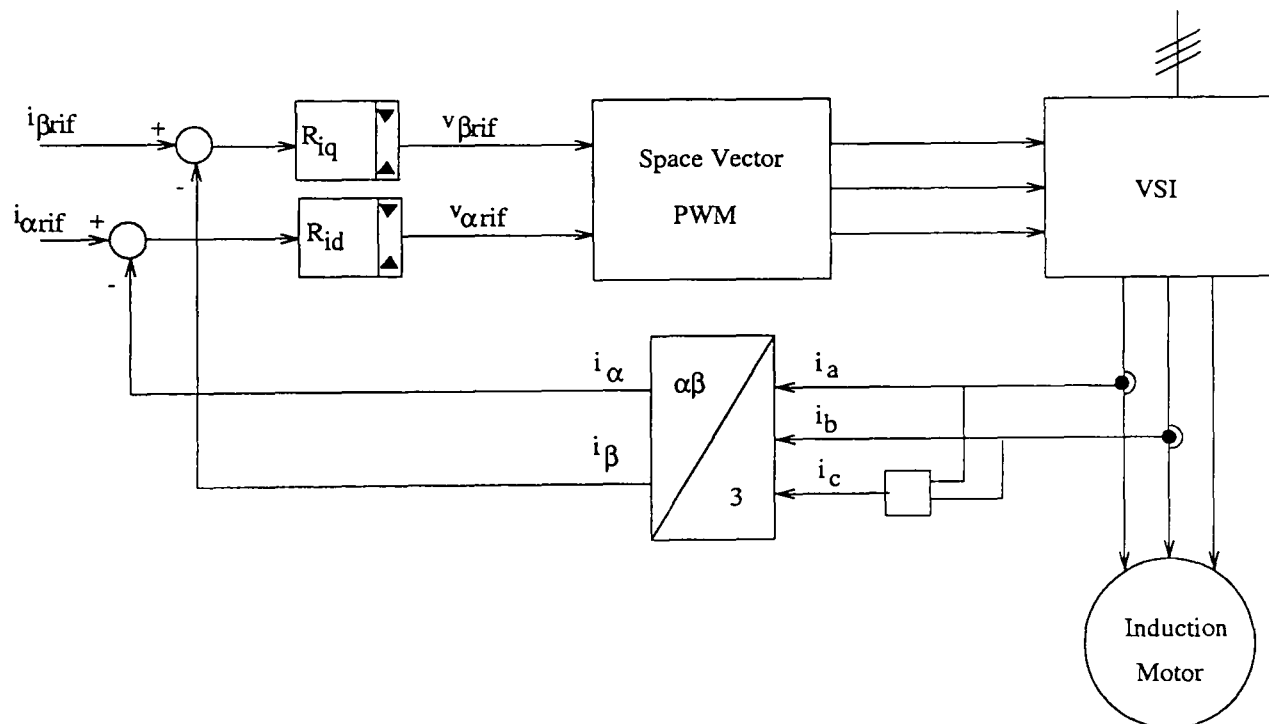 iβrif
+
-
Riq
vβrif
Space Vector
PWM
VSI
iαrif
+
-
Rid
vαrif
iα
αβ
ia
ib
iβ
ic
3
Induction
Motor